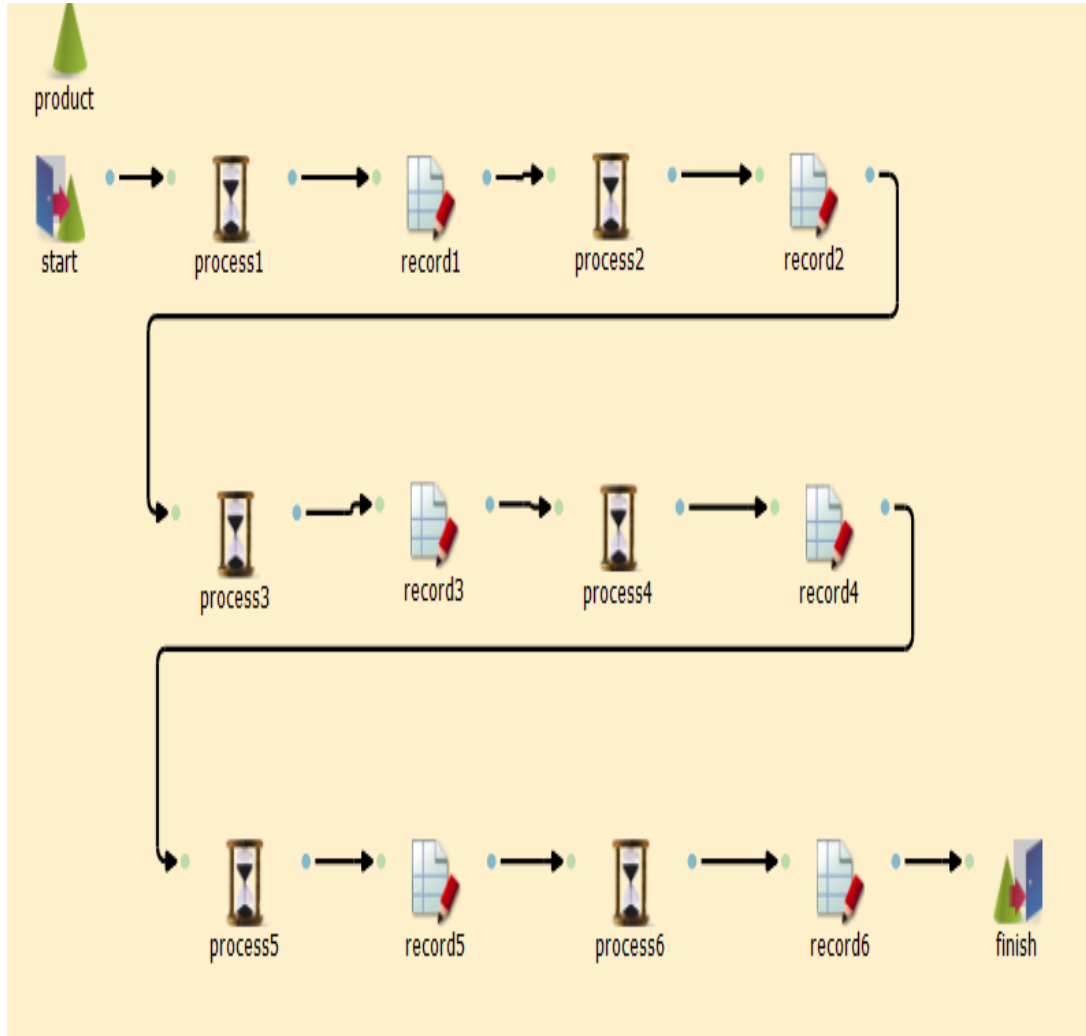 product
start
process1
record1
process2
record2
process3
record3
process4
record4
process5
record5
process6
record6
finish